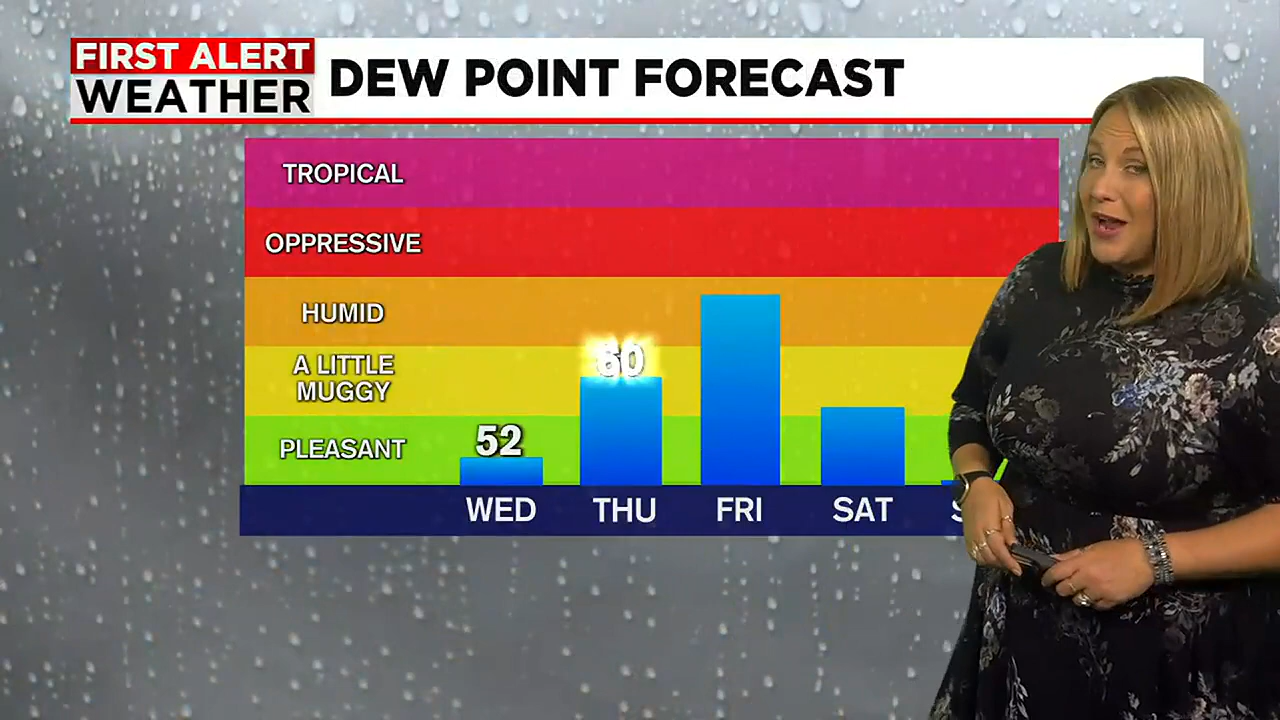 FIRST ALERT
WEATHER
DEW POINT FORECAST
TROPICAL
OPPRESSIVE
HUMID
A LITTLE
MUGGY
PLEASANT
52
60
WED
THU
FRI
SAT